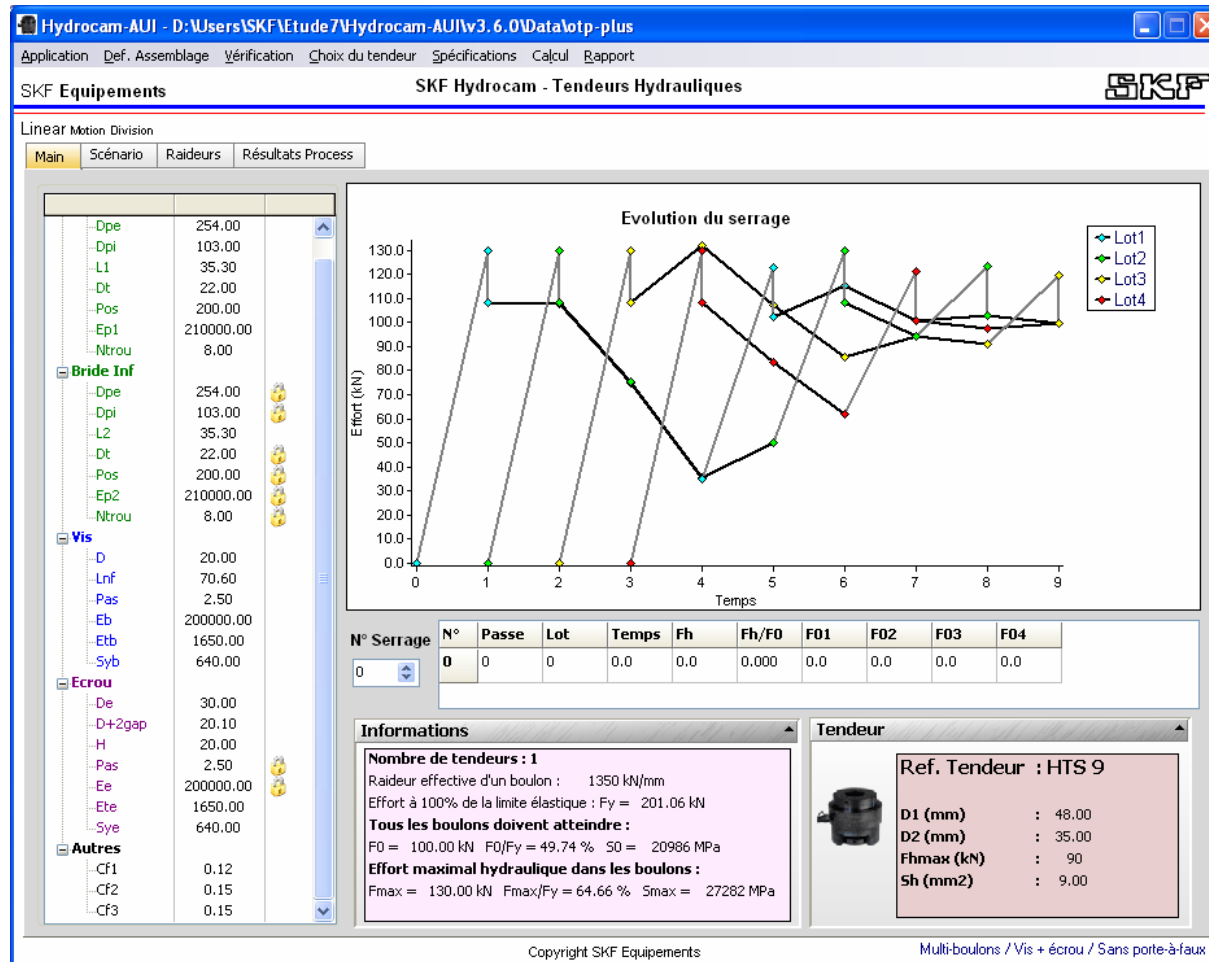 Hydrocam-AUI - D:\Users\SKF\Etude7\Hydrocam-AUI\v3.6.0\Data\otp-plus
Application Def. Assemblage Vérification Choix du tendeur Spécifications Calcul Rapport
SKF Equipements
SKF Hydrocam - Tendeurs Hydrauliques
SKF
Linear Motion Division
Main Scénario Raideurs Résultats Process
Dpe 254.00
Dpi 103.00
L1 35.30
Dt 22.00
Pos 200.00
Ep1 210000.00
Ntrou 8.00
Bride Inf
Dpe 254.00
Dpi 103.00
L2 35.30
Dt 22.00
Pos 200.00
Ep2 210000.00
Ntrou 8.00
Vis
D 20.00
Lnf 70.60
Pas 2.50
Eb 200000.00
Etb 1650.00
Syb 640.00
Ecrou
De 30.00
D+2gap 20.10
H 20.00
Pas 2.50
Ee 200000.00
Ete 1650.00
Sye 640.00
Autres
Cf1 0.12
Cf2 0.15
Cf3 0.15
Evolution du serrage
Lot1
Lot2
Lot3
Lot4
Effort (kN)
130.0
120.0
110.0
100.0
90.0
80.0
70.0
60.0
50.0
40.0
30.0
20.0
10.0
0.0
0 1 2 3 4 5 6 7 8 9
Temps
N° Serrage
0
N° Passe Lot Temps Fh Fh/F0 F01 F02 F03 F04
0 0 0 0.0 0.0 0.000 0.0 0.0 0.0 0.0
Informations
Nombre de tendeurs : 1
Raideur effective d'un boulon : 1350 kN/mm
Effort à 100% de la limite élastique : Fy = 201.06 kN
Tous les boulons doivent atteindre :
F0 = 100.00 kN F0/Fy = 49.74 % S0 = 20986 MPa
Effort maximal hydraulique dans les boulons :
Fmax = 130.00 kN Fmax/Fy = 64.66 % Smax = 27282 MPa
Tendeur
Ref. Tendeur : HTS 9
D1 (mm) : 48.00
D2 (mm) : 35.00
Fhmax (kN) : 90
Sh (mm2) : 9.00
Copyright SKF Equipements
Multi-boulons / Vis + écrou / Sans porte-à-faux